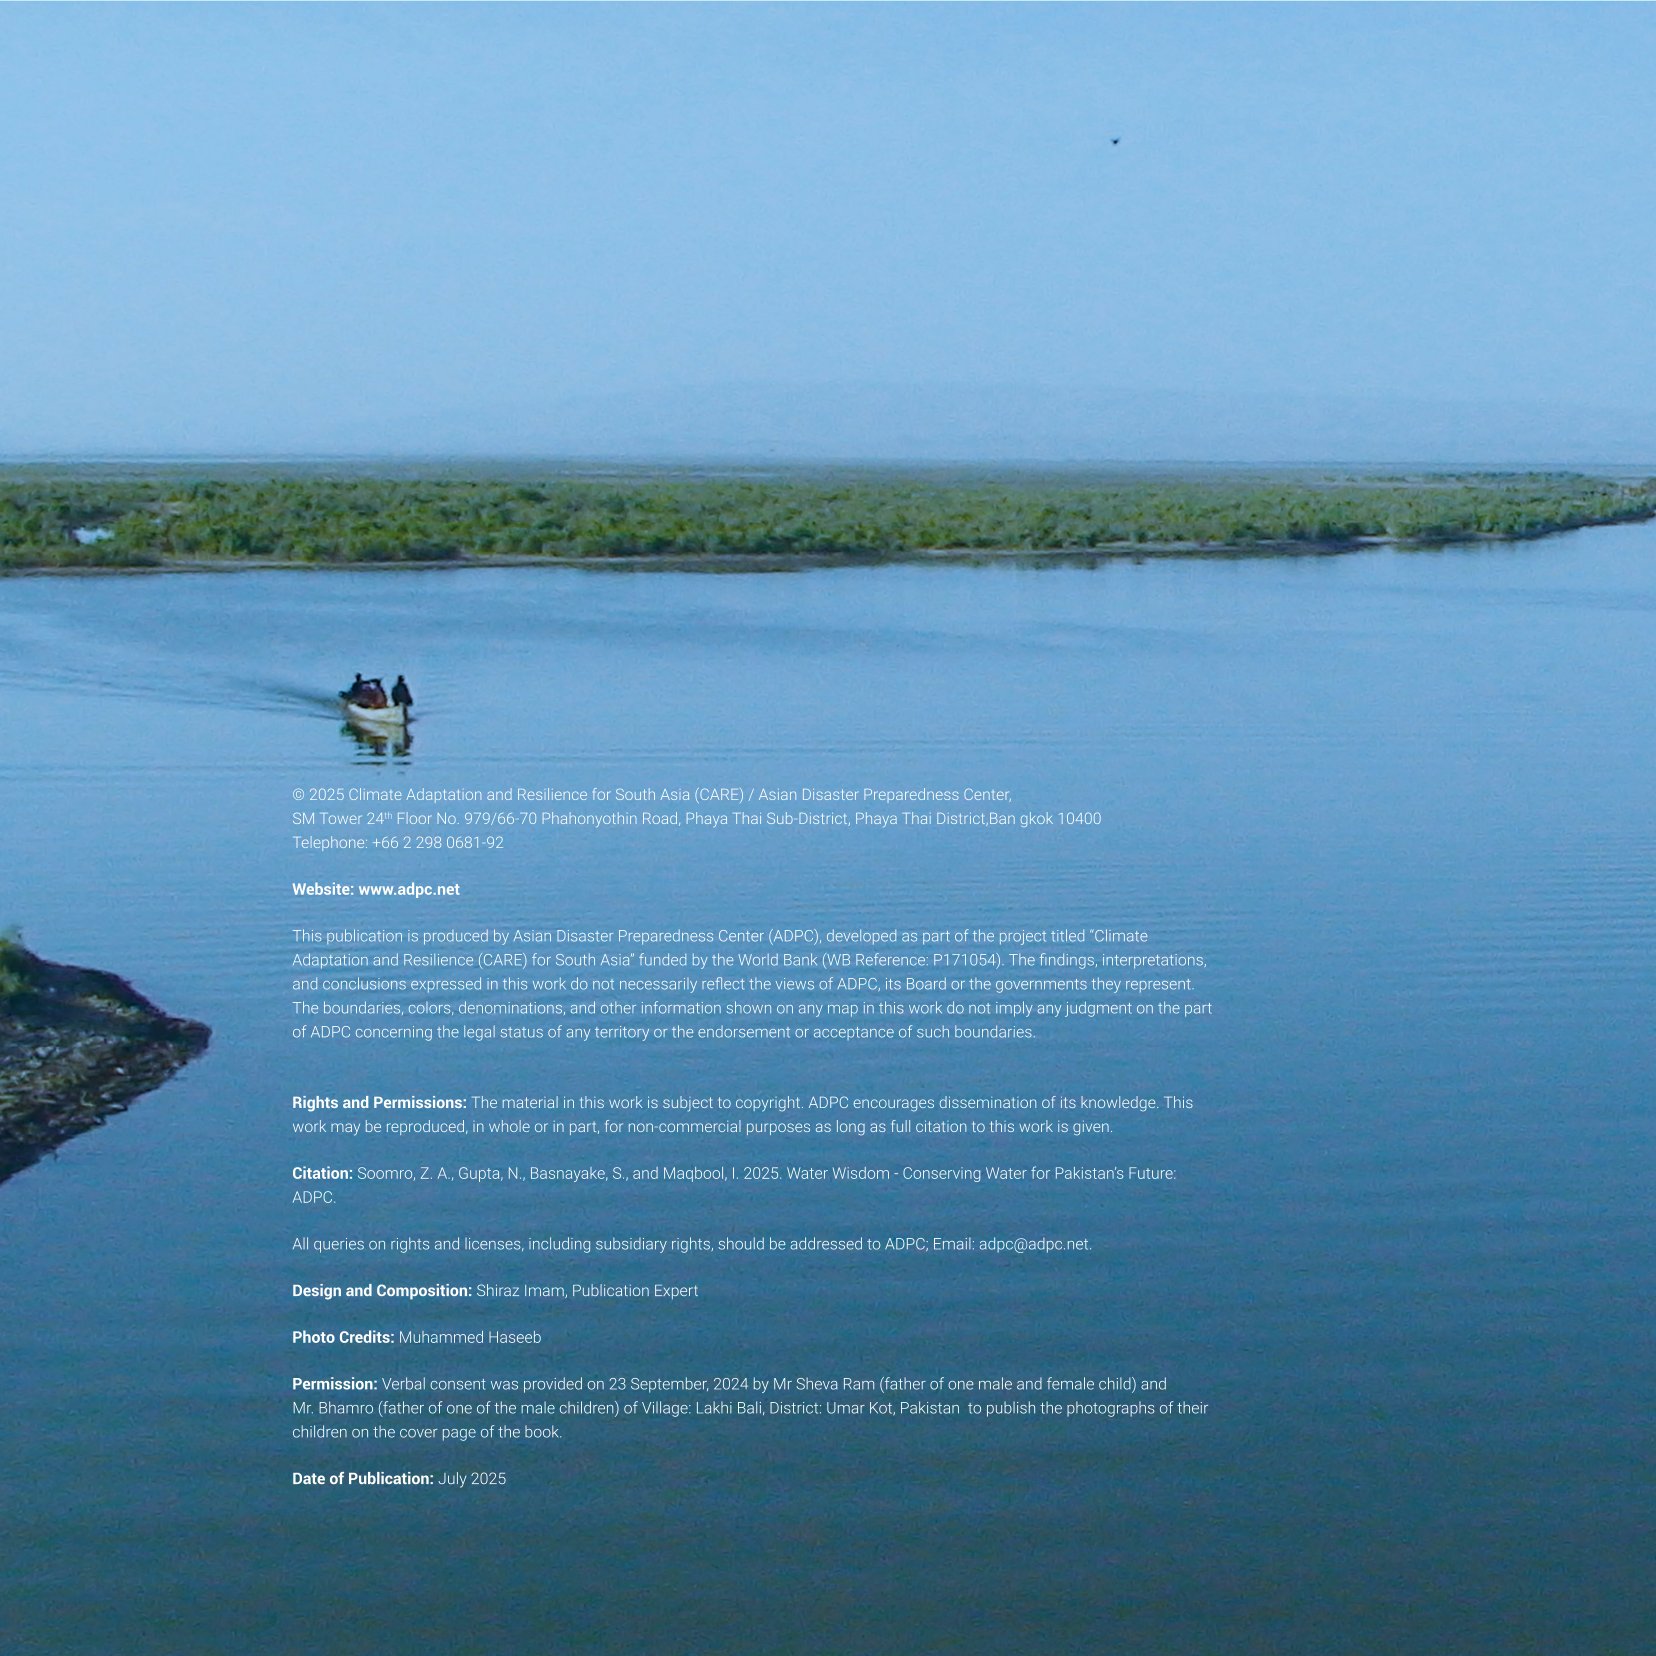 © 2025 Climate Adaptation and Resilience for South Asia (CARE) / Asian Disaster Preparedness Center,
SM Tower 24th Floor No. 979/66-70 Phahonyothin Road, Phaya Thai Sub-District, Phaya Thai District,Ban gkok 10400
Telephone: +66 2 298 0681-92
Website: www.adpc.net
This publication is produced by Asian Disaster Preparedness Center (ADPC), developed as part of the project titled “Climate
Adaptation and Resilience (CARE) for South Asia” funded by the World Bank (WB Reference: P171054). The findings, interpretations,
and conclusions expressed in this work do not necessarily reflect the views of ADPC, its Board or the governments they represent.
The boundaries, colors, denominations, and other information shown on any map in this work do not imply any judgment on the part
of ADPC concerning the legal status of any territory or the endorsement or acceptance of such boundaries.
Rights and Permissions: The material in this work is subject to copyright. ADPC encourages dissemination of its knowledge. This
work may be reproduced, in whole or in part, for non-commercial purposes as long as full citation to this work is given.
Citation: Soomro, Z. A., Gupta, N., Basnayake, S., and Maqbool, I. 2025. Water Wisdom - Conserving Water for Pakistan’s Future:
ADPC.
All queries on rights and licenses, including subsidiary rights, should be addressed to ADPC; Email: adpc@adpc.net.
Design and Composition: Shiraz Imam, Publication Expert
Photo Credits: Muhammed Haseeb
Permission: Verbal consent was provided on 23 September, 2024 by Mr Sheva Ram (father of one male and female child) and
Mr. Bhamro (father of one of the male children) of Village: Lakhi Bali, District: Umar Kot, Pakistan  to publish the photographs of their
children on the cover page of the book.
Date of Publication: July 2025